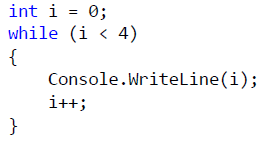 int i = 0;
while (i < 4)
{
    Console.WriteLine(i);
    i++;
}